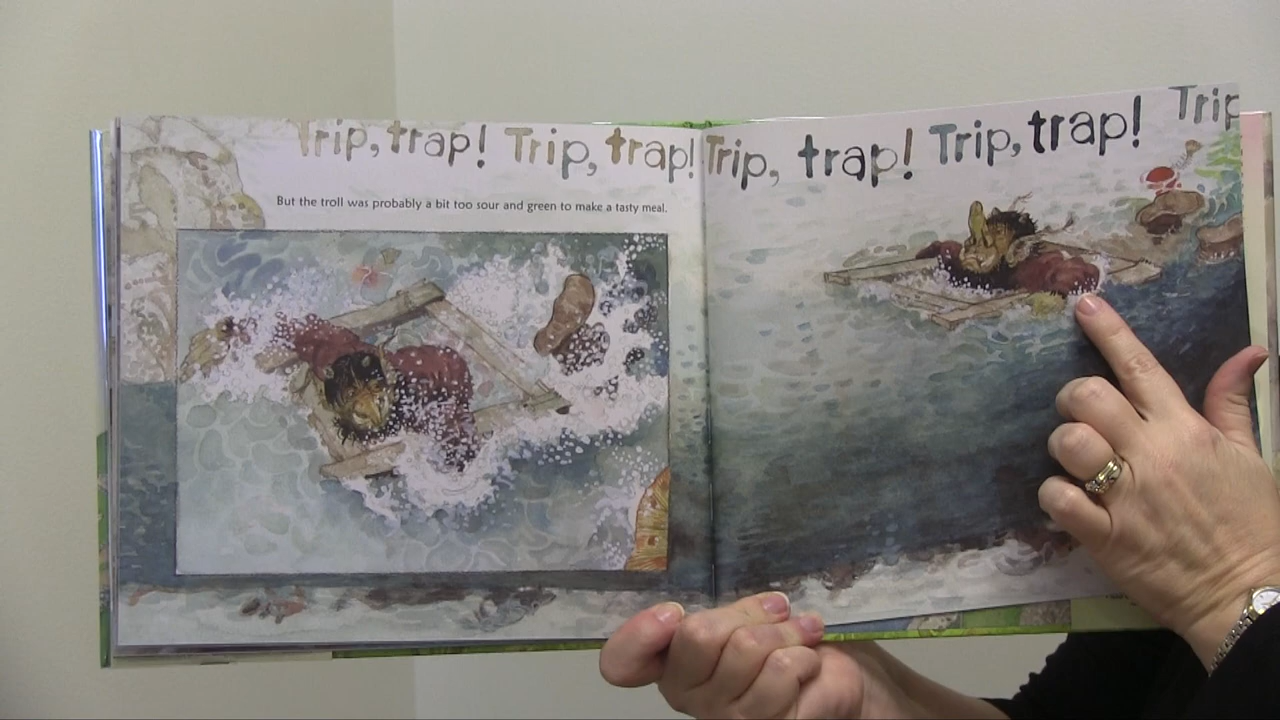 Trip, trap! Trip, trap! Trip, trap! Trip, trap! Trip
But the troll was probably a bit too sour and green to make a tasty meal.